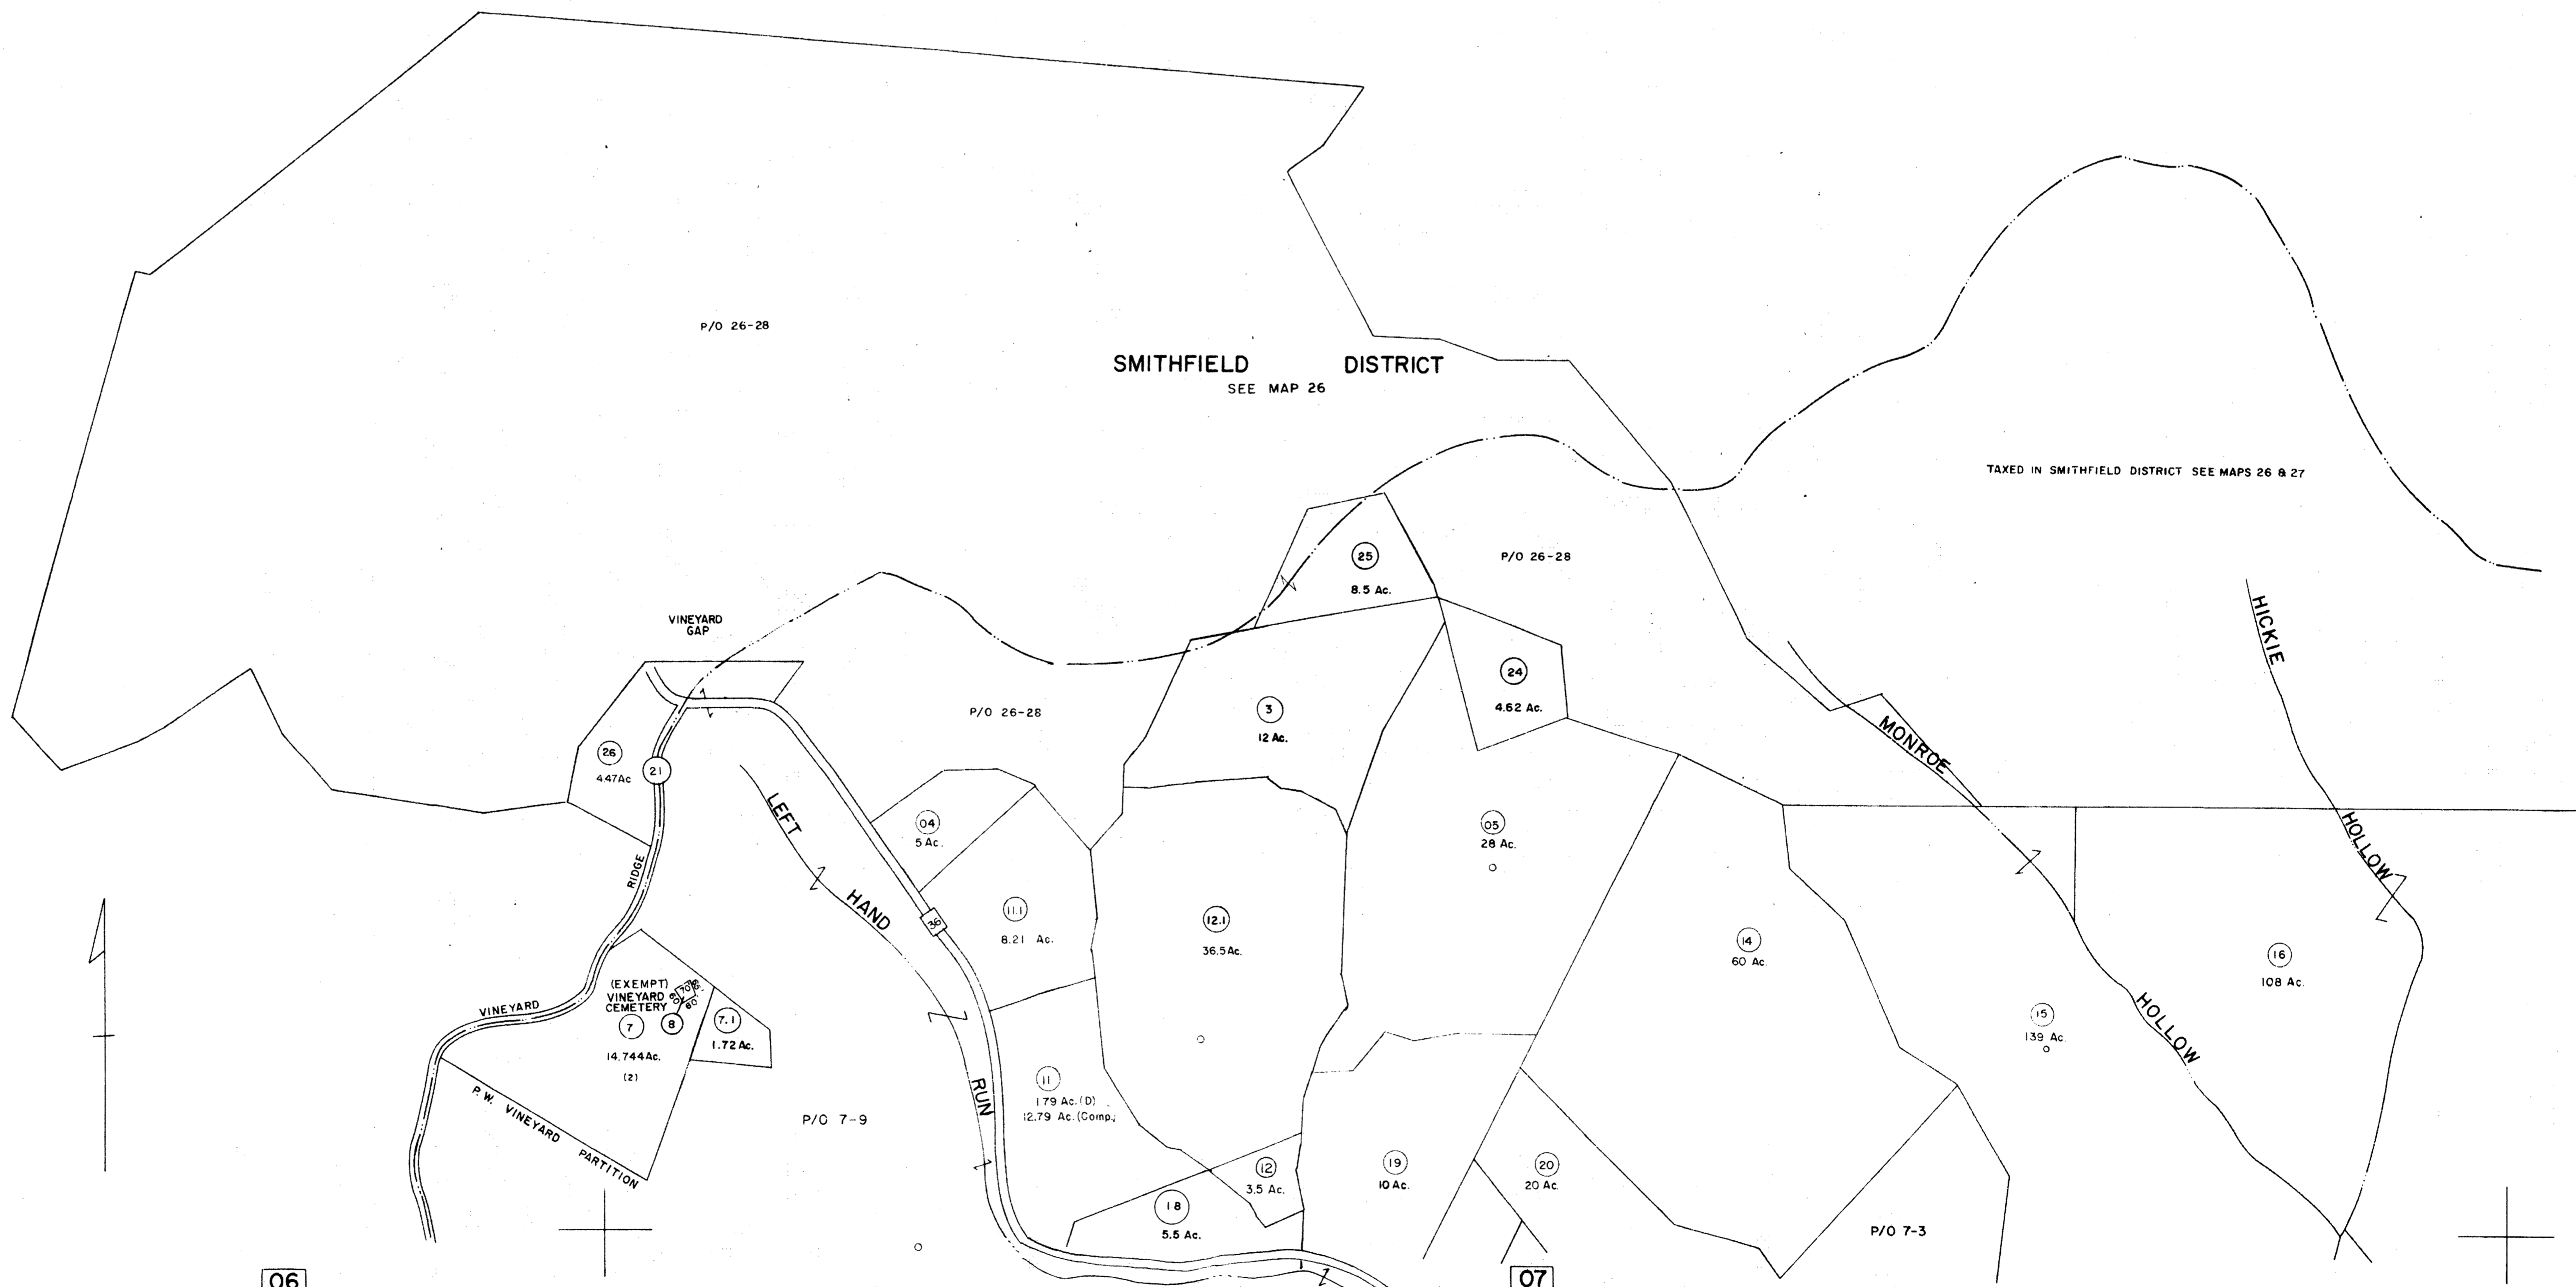 P/O 26-28
SMITHFIELD DISTRICT
SEE MAP 26
TAXED IN SMITHFIELD DISTRICT SEE MAPS 26 & 27
25
8.5 Ac.
P/O 26-28
VINEYARD
GAP
HICKIE
HOLLOW
24
4.62 Ac.
3
12 Ac.
P/O 26-28
MONROE
HOLLOW
26
4.47Ac
21
LEFT
HAND
RUN
04
5 Ac.
05
28 Ac.
RIDGE
VINEYARD
36
11.1
8.21 Ac.
12.1
36.5Ac.
14
60 Ac.
16
108 Ac.
(EXEMPT)
VINEYARD
CEMETERY
70
60
60
7
8
14.744Ac.
(2)
7.1
1.72 Ac.
15
139 Ac.
11
1.79 Ac.(D)
12.79 Ac.(Comp.)
P.W. VINEYARD PARTITION
P/O 7-9
12
3.5 Ac.
19
10 Ac.
20
20 Ac.
18
5.5 Ac.
P/O 7-3
06
07